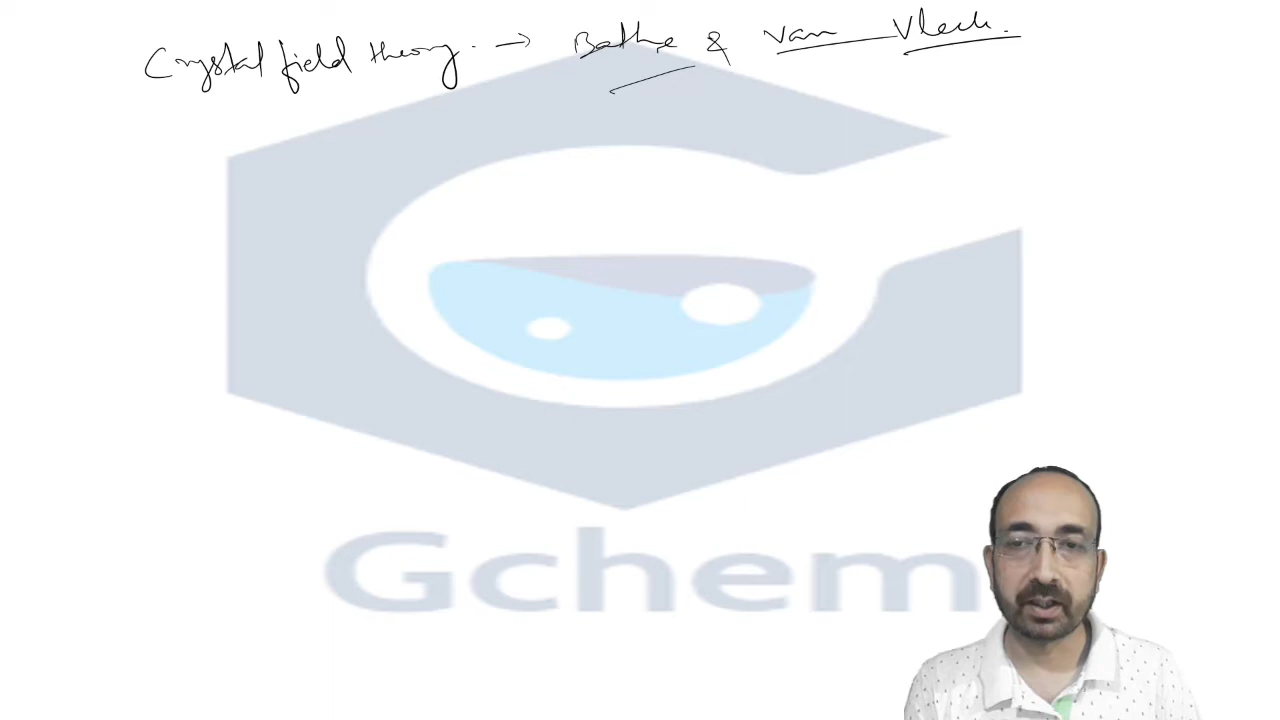 Crystal field theory. → Bethe & Van Vleck.
Gchem